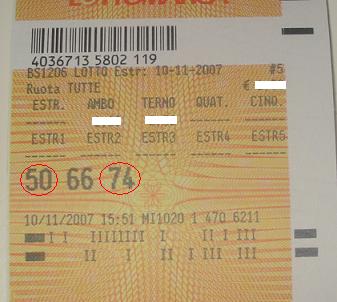 LOTTOMATICA
4036713 5802 119
BS1206 LOTTO Estr: 10-11-2007 #5
Ruota TUTTE €
ESTR. AMBO TERNO QUAT. CINQ.
ESTR1 ESTR2 ESTR3 ESTR4 ESTR5
50 66 74
10/11/2007 15:51 MI1020 1 470 6211